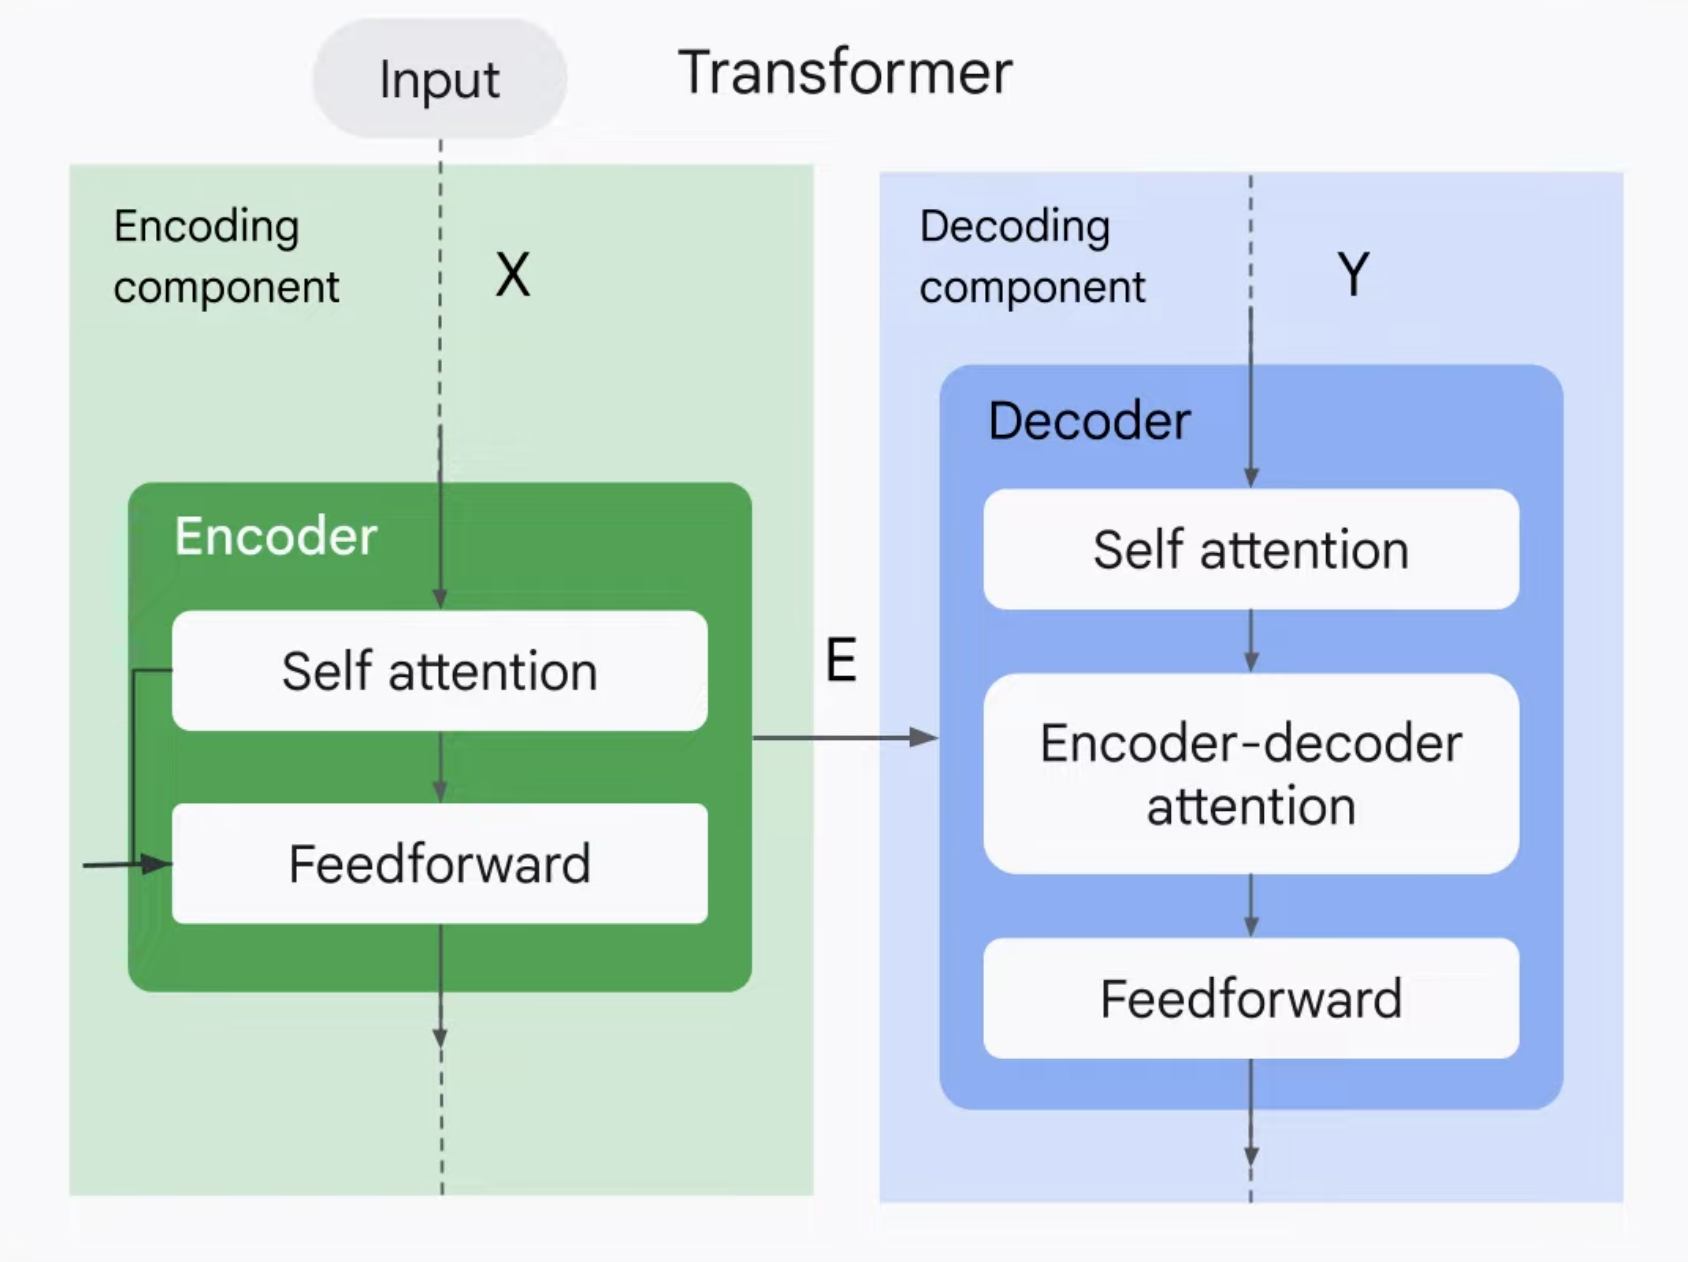 Input
Transformer
Encoding
component
X
Encoder
Self attention
Feedforward
E
Decoding
component
Y
Decoder
Self attention
Encoder-decoder
attention
Feedforward